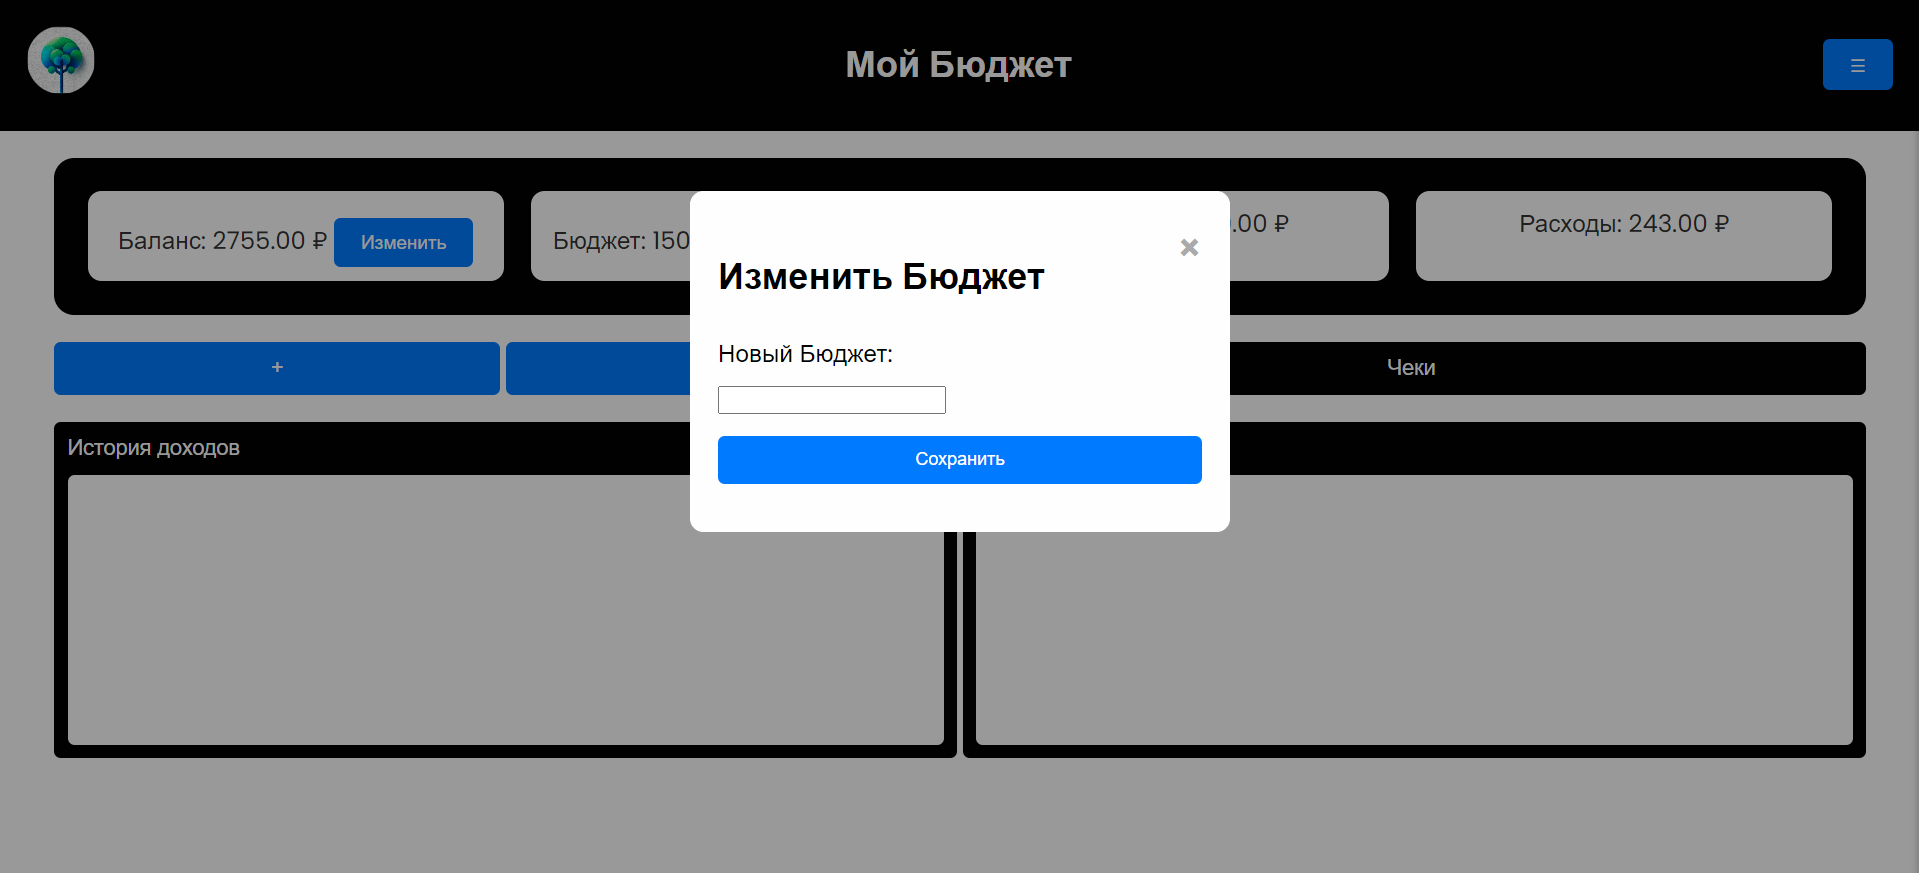 Мой Бюджет
☰
Баланс: 2755.00 ₽ Изменить
Бюджет: 150
.00 ₽
Расходы: 243.00 ₽
×
Изменить Бюджет
Новый Бюджет:
Сохранить
+
Чеки
История доходов